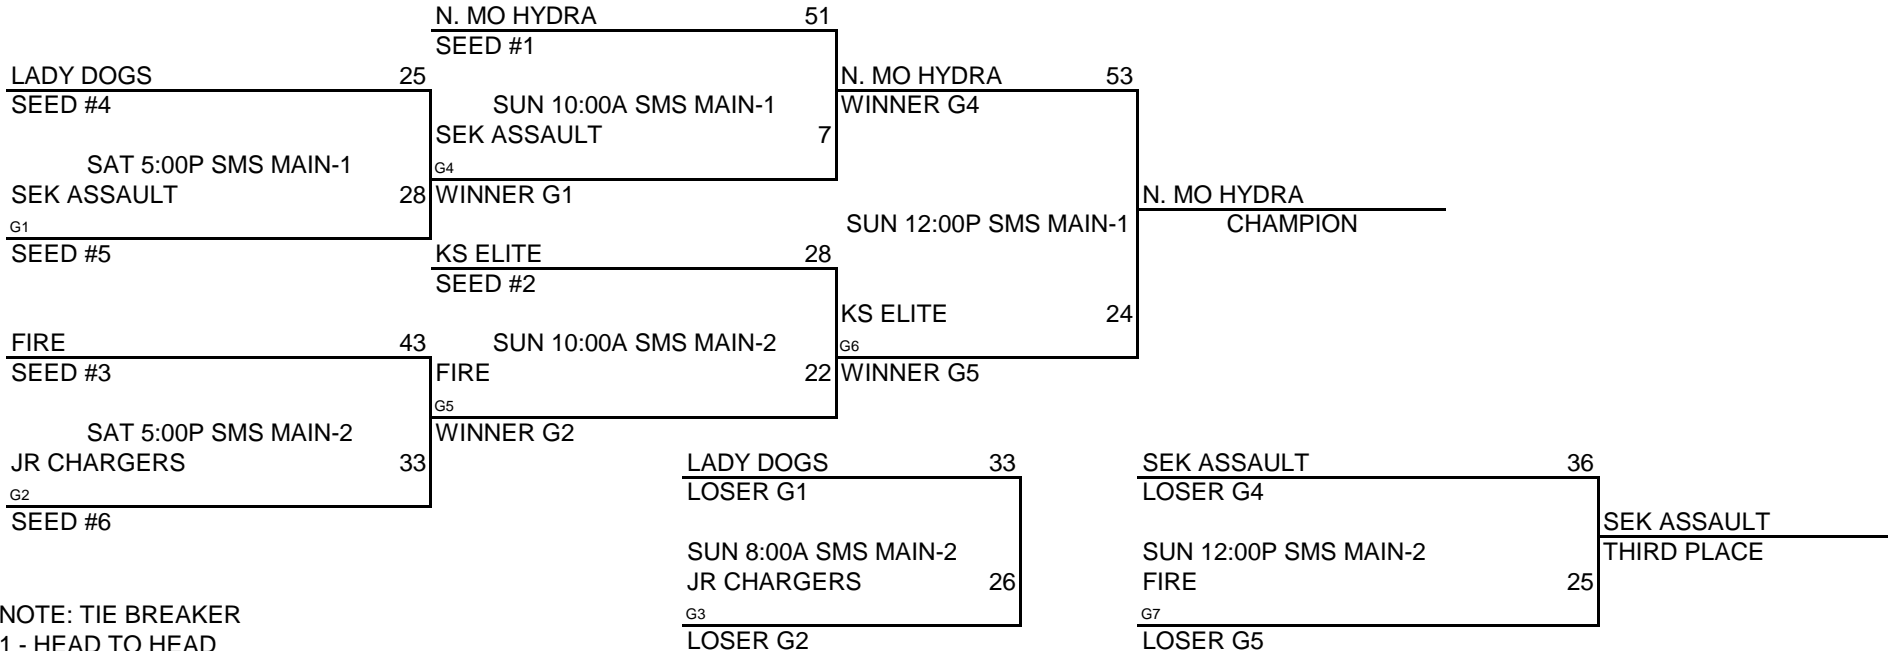 N. MO HYDRA 51
SEED #1
LADY DOGS 25
N. MO HYDRA 53
SEED #4
SUN 10:00A SMS MAIN-1
WINNER G4
SEK ASSAULT 7
SAT 5:00P SMS MAIN-1
G4
SEK ASSAULT 28
WINNER G1
N. MO HYDRA
G1
SUN 12:00P SMS MAIN-1
CHAMPION
SEED #5
KS ELITE 28
SEED #2
KS ELITE 24
FIRE 43
SUN 10:00A SMS MAIN-2
G6
SEED #3
FIRE 22
WINNER G5
G5
SAT 5:00P SMS MAIN-2
WINNER G2
JR CHARGERS 33
LADY DOGS 33
SEK ASSAULT 36
G2
LOSER G1
LOSER G4
SEED #6
SEK ASSAULT
SUN 8:00A SMS MAIN-2
SUN 12:00P SMS MAIN-2
THIRD PLACE
JR CHARGERS 26
FIRE 25
NOTE: TIE BREAKER
G3
G7
1 - HEAD TO HEAD
LOSER G2
LOSER G5